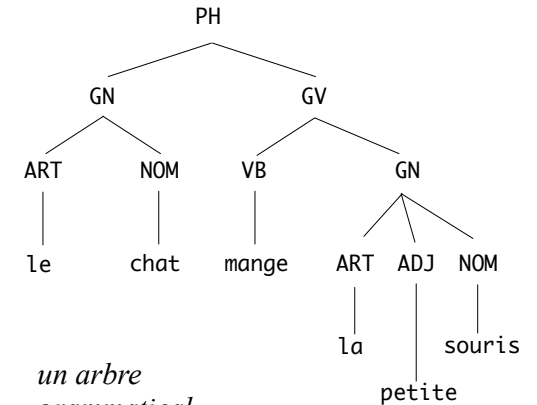 PH
GN GV
ART NOM VB GN
le chat mange ART ADJ NOM
la souris
un arbre
petite